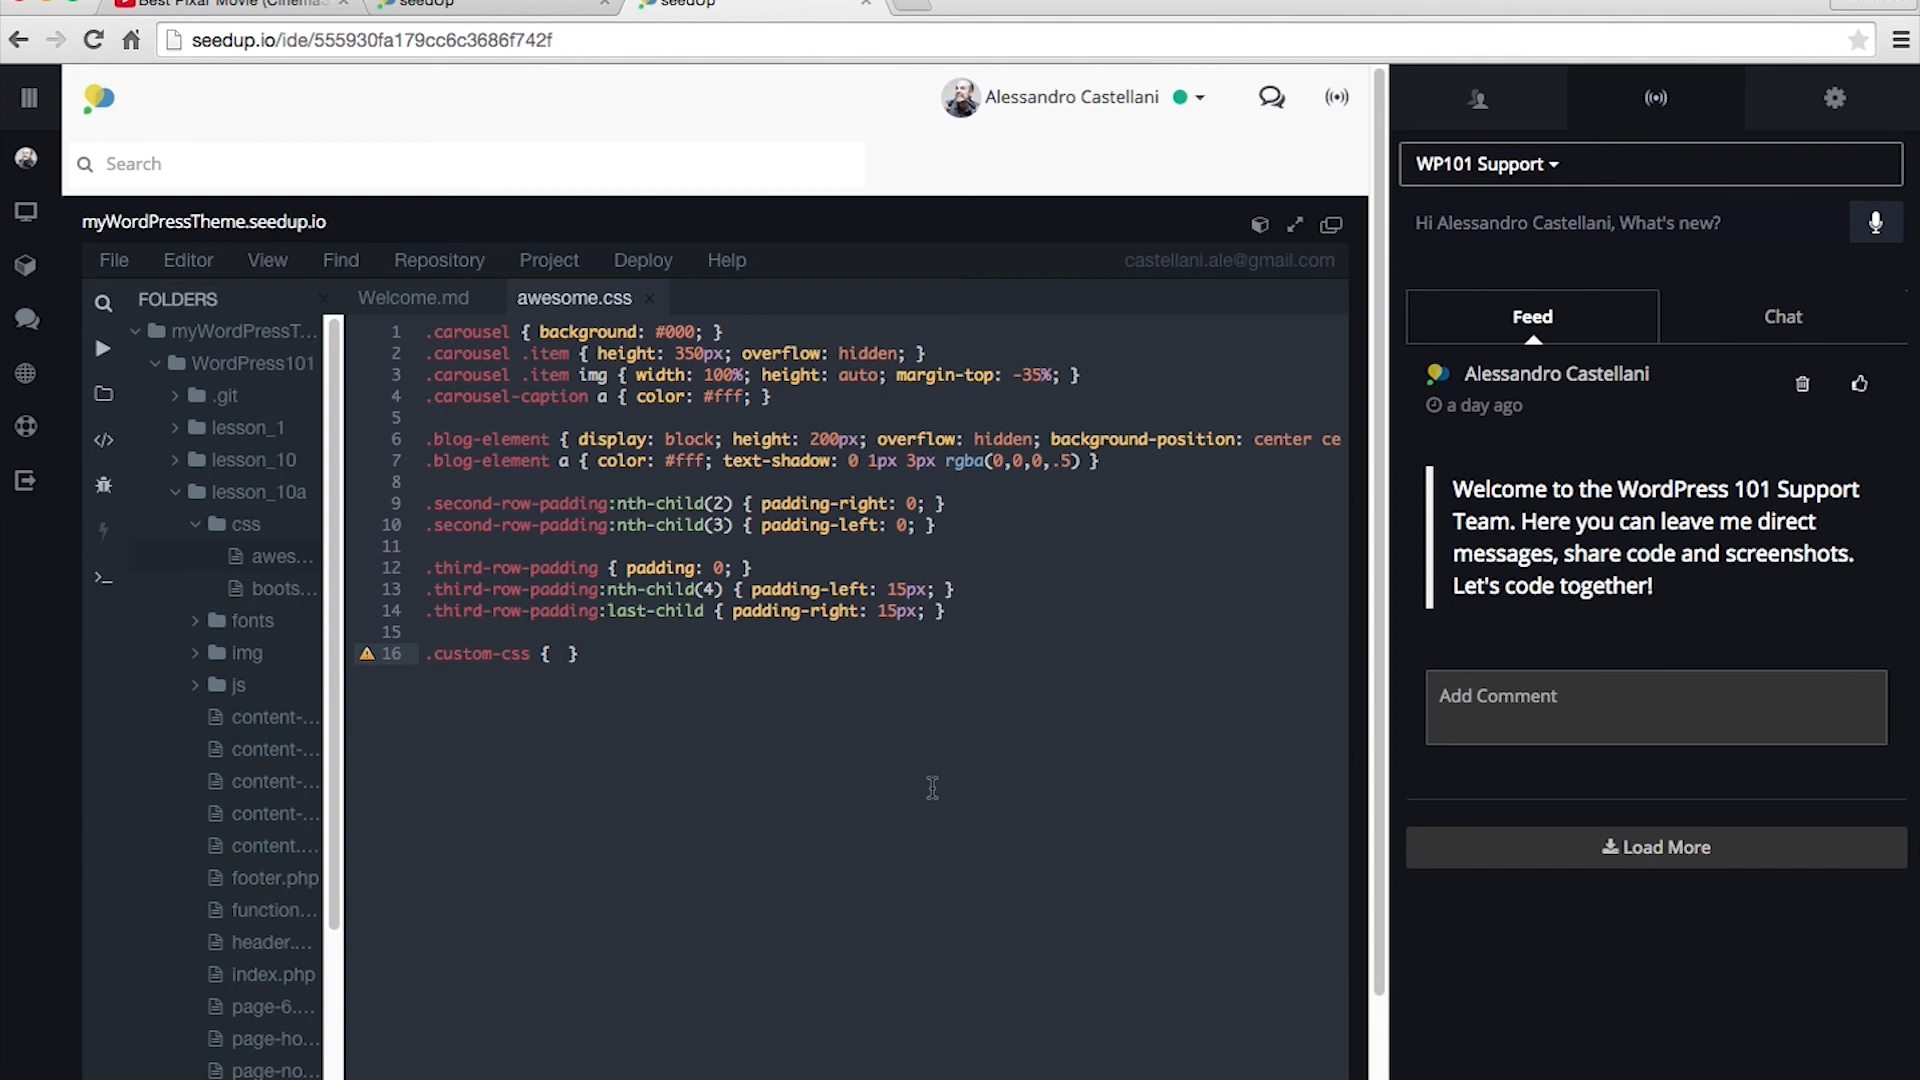 Best Pixar Movie (CinemaS
seedUp
seedUp
seedup.io/ide/555930fa179cc6c3686f742f
Alessandro Castellani
Search
myWordPressTheme.seedup.io
File Editor View Find Repository Project Deploy Help castellani.ale@gmail.com
FOLDERS
myWordPressT...
WordPress101
.git
lesson_1
lesson_10
lesson_10a
css
awes...
boots...
fonts
img
js
content-...
content-...
content-...
content-...
content....
footer.php
function...
header....
index.php
page-6....
page-ho...
page-no...
Welcome.md awesome.css
1 .carousel { background: #000; }
2 .carousel .item { height: 350px; overflow: hidden; }
3 .carousel .item img { width: 100%; height: auto; margin-top: -35%; }
4 .carousel-caption a { color: #fff; }
5
6 .blog-element { display: block; height: 200px; overflow: hidden; background-position: center ce
7 .blog-element a { color: #fff; text-shadow: 0 1px 3px rgba(0,0,0,.5) }
8
9 .second-row-padding:nth-child(2) { padding-right: 0; }
10 .second-row-padding:nth-child(3) { padding-left: 0; }
11
12 .third-row-padding { padding: 0; }
13 .third-row-padding:nth-child(4) { padding-left: 15px; }
14 .third-row-padding:last-child { padding-right: 15px; }
15
16 .custom-css {  }
WP101 Support
Hi Alessandro Castellani, What's new?
Feed Chat
Alessandro Castellani
a day ago
Welcome to the WordPress 101 Support
Team. Here you can leave me direct
messages, share code and screenshots.
Let's code together!
Add Comment
Load More